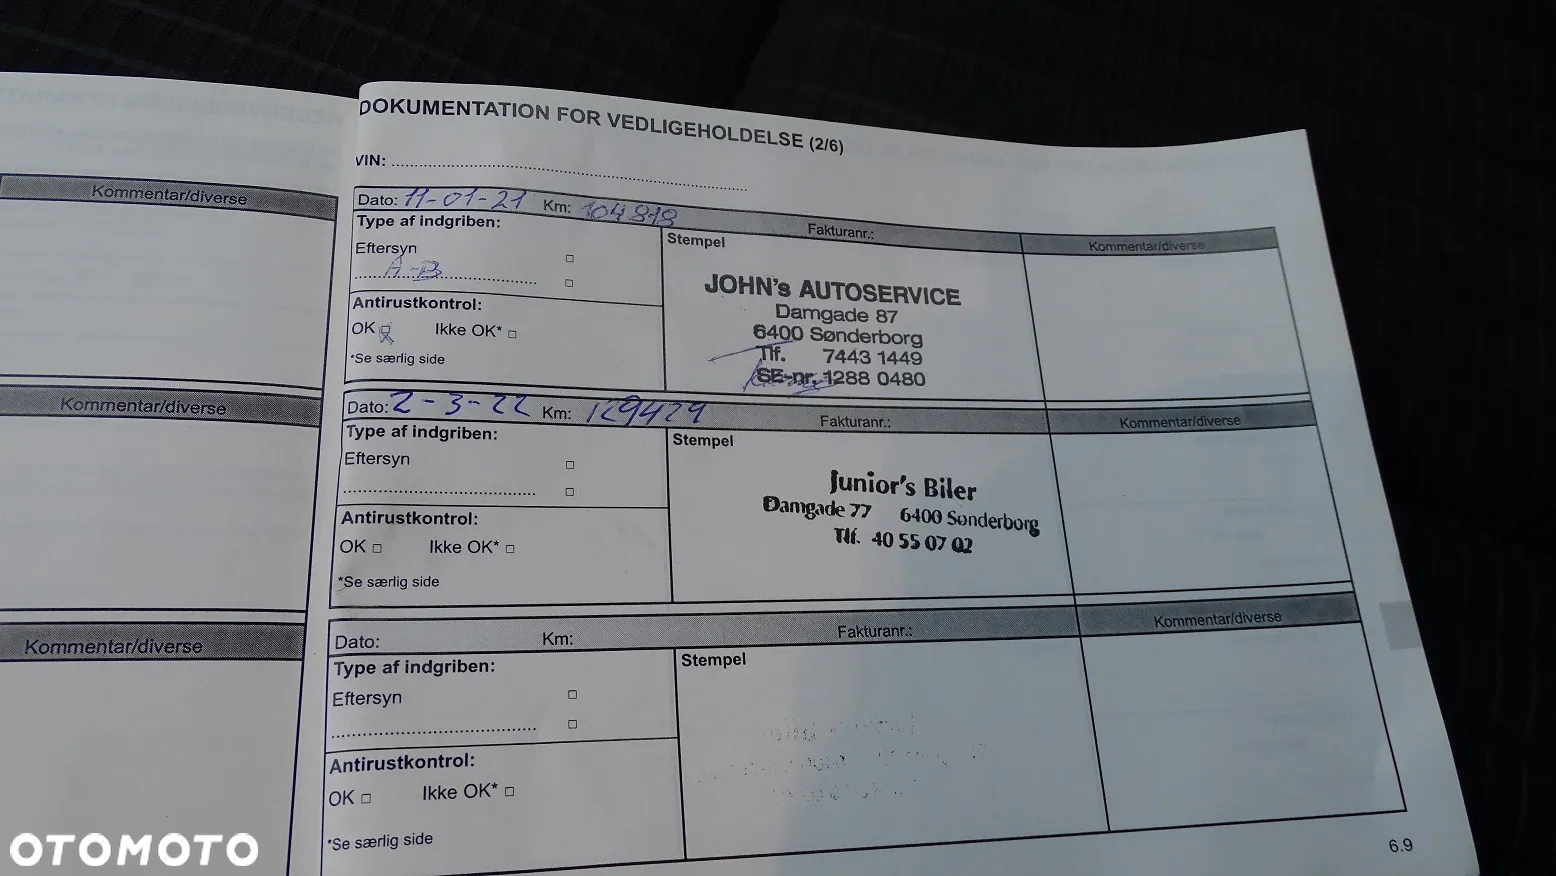 DOKUMENTATION FOR VEDLIGEHOLDELSE (2/6)
VIN: ........................................
Kommentar/diverse
Kommentar/diverse
Kommentar/diverse
Dato: 11-01-21 Km: 104818 Fakturanr.: Kommentar/diverse
Type af indgriben:
Eftersyn
A-B
Stempel
JOHN's AUTOSERVICE
Damgade 87
6400 Sønderborg
Tlf. 7443 1449
SE-nr. 1288 0480
Antirustkontrol:
OK Ikke OK*
*Se særlig side
Dato: 2-3-22 Km: 129429 Fakturanr.: Kommentar/diverse
Type af indgriben:
Eftersyn
Stempel
Junior's Biler
Damgade 77 6400 Sønderborg
Tlf. 40 55 07 02
Antirustkontrol:
OK Ikke OK*
*Se særlig side
Dato: Km: Fakturanr.: Kommentar/diverse
Type af indgriben:
Eftersyn
Stempel
Antirustkontrol:
OK Ikke OK*
*Se særlig side
6.9
OTOMOTO